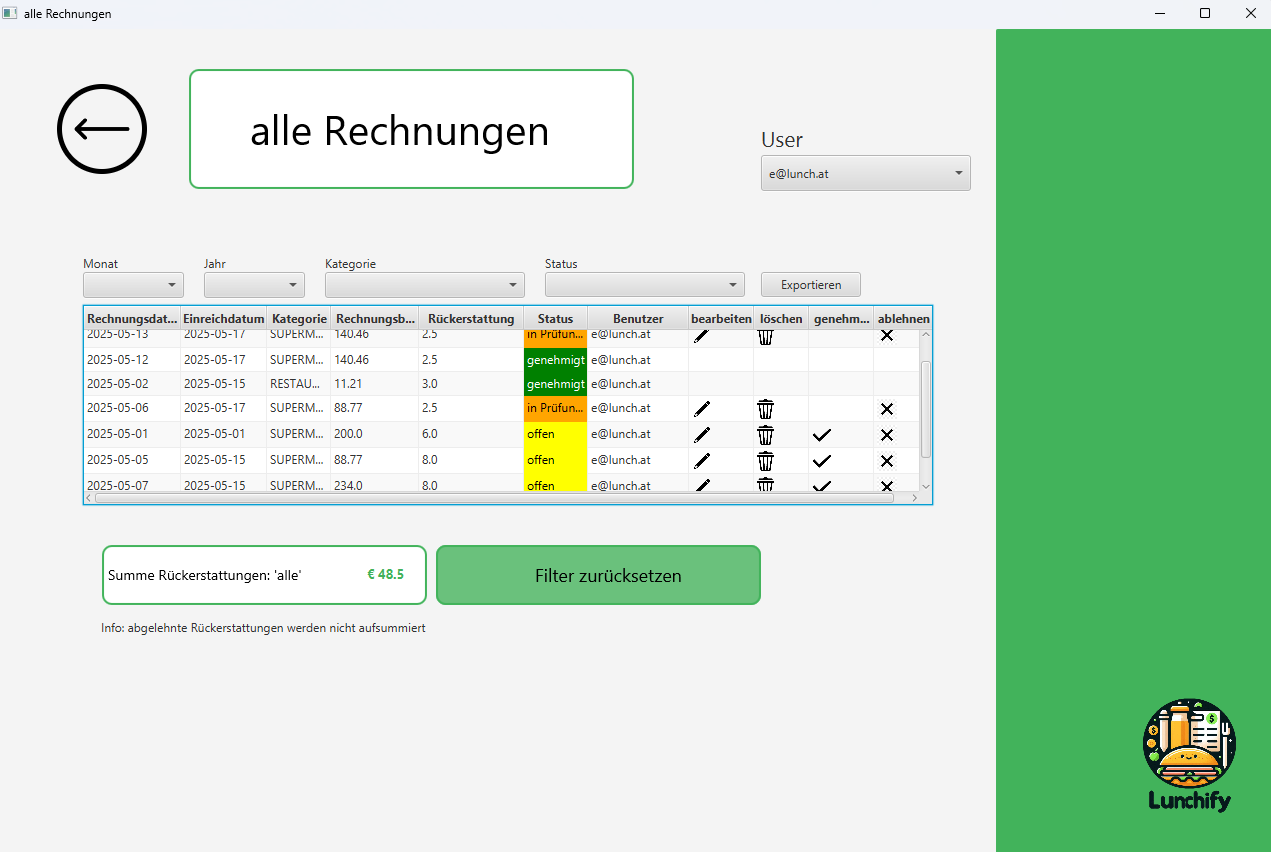 alle Rechnungen
alle Rechnungen
User
e@lunch.at
Monat Jahr Kategorie Status
Exportieren
Rechnungsdat... Einreichdatum Kategorie Rechnungsb... Rückerstattung Status Benutzer bearbeiten löschen genehm... ablehnen
2025-05-13 2025-05-17 SUPERM... 140.46 2.5 in Prüfun... e@lunch.at
2025-05-12 2025-05-17 SUPERM... 140.46 2.5 genehmigt e@lunch.at
2025-05-02 2025-05-15 RESTAU... 11.21 3.0 genehmigt e@lunch.at
2025-05-06 2025-05-17 SUPERM... 88.77 2.5 in Prüfun... e@lunch.at
2025-05-01 2025-05-01 SUPERM... 200.0 6.0 offen e@lunch.at
2025-05-05 2025-05-15 SUPERM... 88.77 8.0 offen e@lunch.at
2025-05-07 2025-05-15 SUPERM... 234.0 8.0 offen e@lunch.at
Summe Rückerstattungen: 'alle' € 48.5
Filter zurücksetzen
Info: abgelehnte Rückerstattungen werden nicht aufsummiert
Lunchify